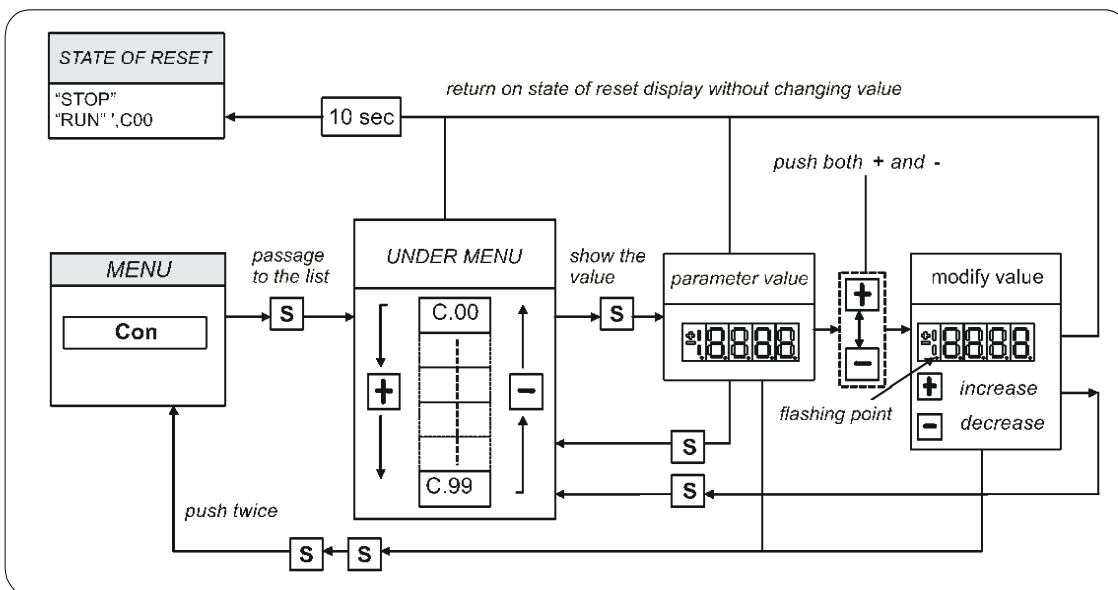 STATE OF RESET
"STOP"
"RUN" ',C00
return on state of reset display without changing value
10 sec
push both + and -
MENU
Con
passage
to the list
S
UNDER MENU
C.00
+
-
C.99
show the
value
S
parameter value
±18.8.8.8.
+
-
modify value
±1.8.8.8.8.
flashing point
+ increase
- decrease
S
S
push twice
S S